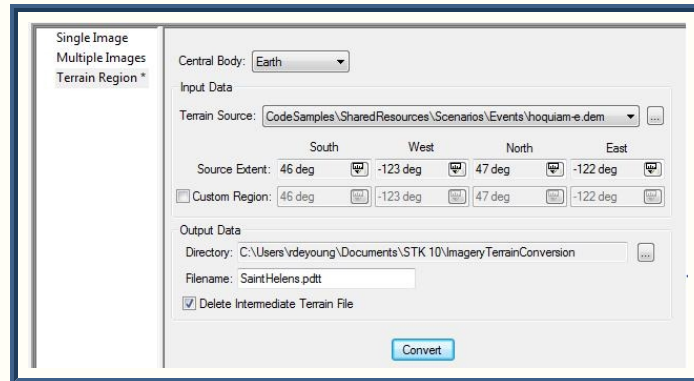 Single Image
Multiple Images
Terrain Region *
Central Body: Earth
Input Data
Terrain Source: CodeSamples\SharedResources\Scenarios\Events\hoquiam-e.dem ...
South West North East
Source Extent: 46 deg -123 deg 47 deg -122 deg
Custom Region: 46 deg -123 deg 47 deg -122 deg
Output Data
Directory: C:\Users\rdeyoung\Documents\STK 10\ImageryTerrainConversion ...
Filename: SaintHelens.pdtt
Delete Intermediate Terrain File
Convert